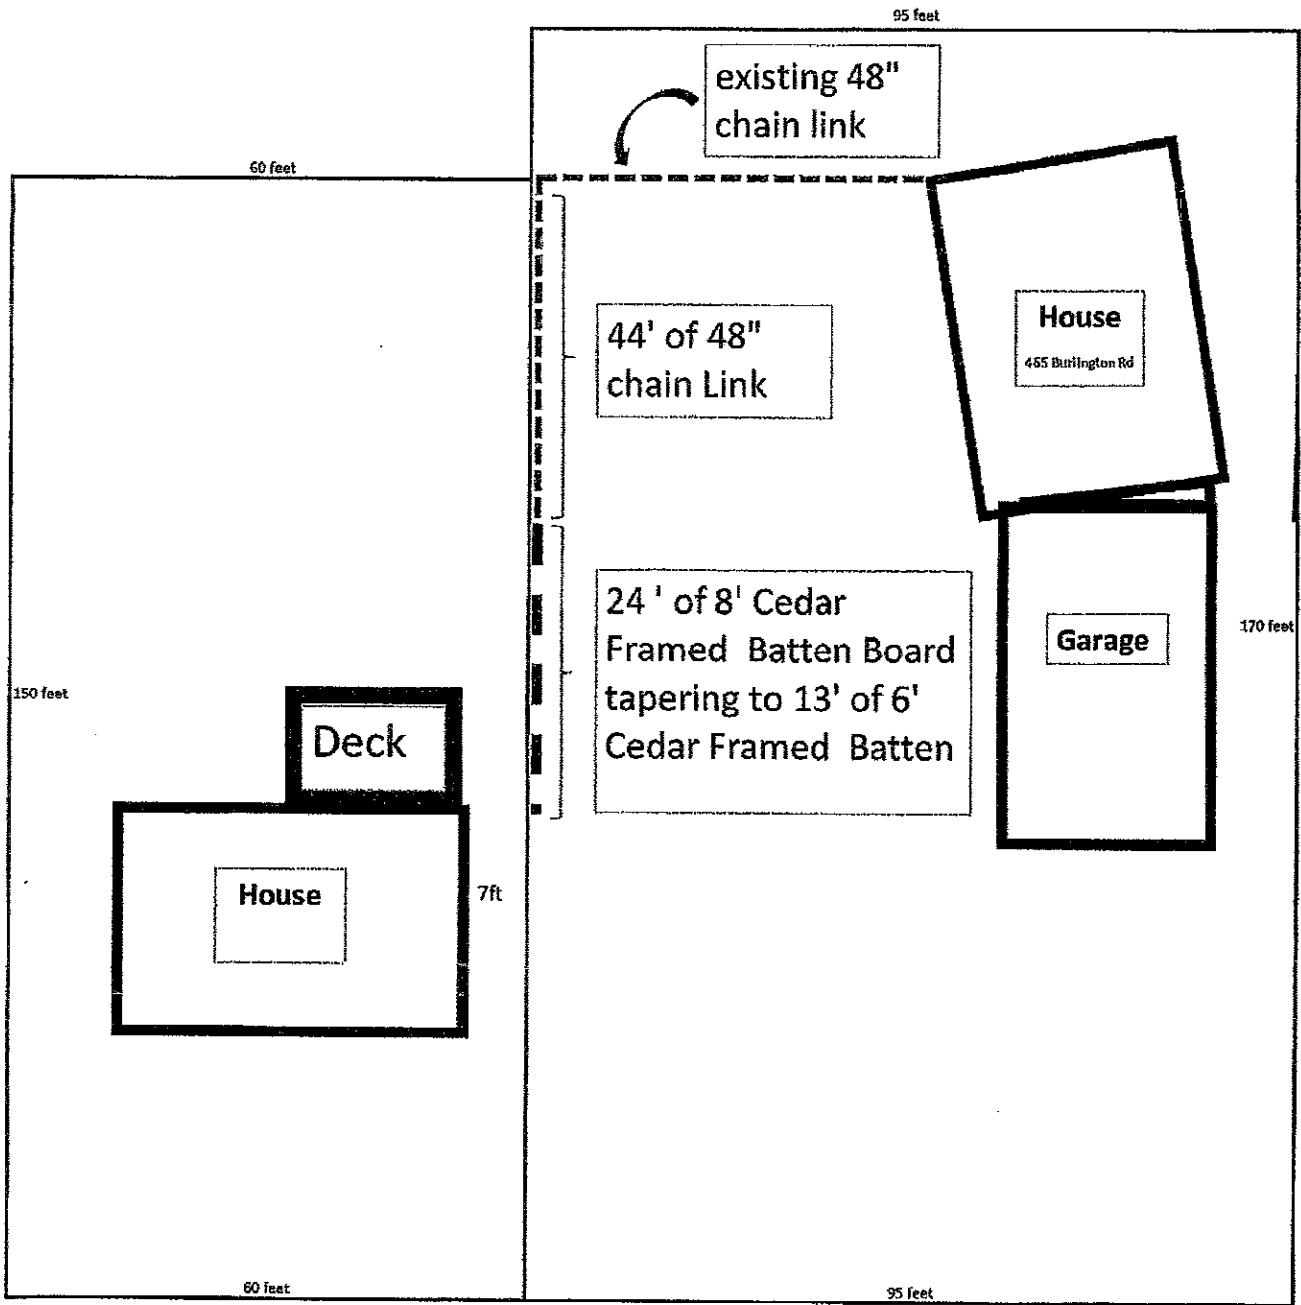 95 feet
existing 48"
chain link
60 feet
44' of 48"
chain Link
House
465 Burlington Rd
24 ' of 8' Cedar
Framed Batten Board
tapering to 13' of 6'
Cedar Framed Batten
Garage
170 feet
150 feet
Deck
House
7ft
60 feet
95 feet